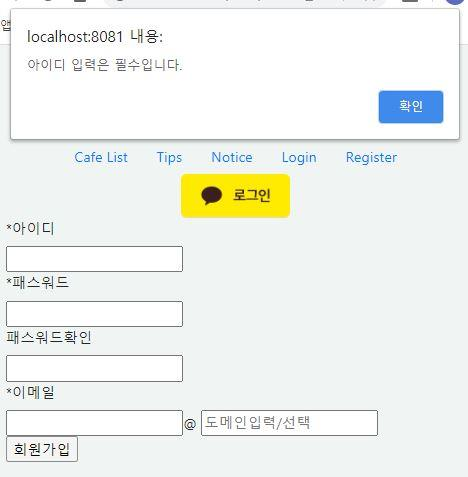 앱
localhost:8081 내용:
아이디 입력은 필수입니다.
확인
Cafe List Tips Notice Login Register
로그인
*아이디
*패스워드
패스워드확인
*이메일
@ 도메인입력/선택
회원가입